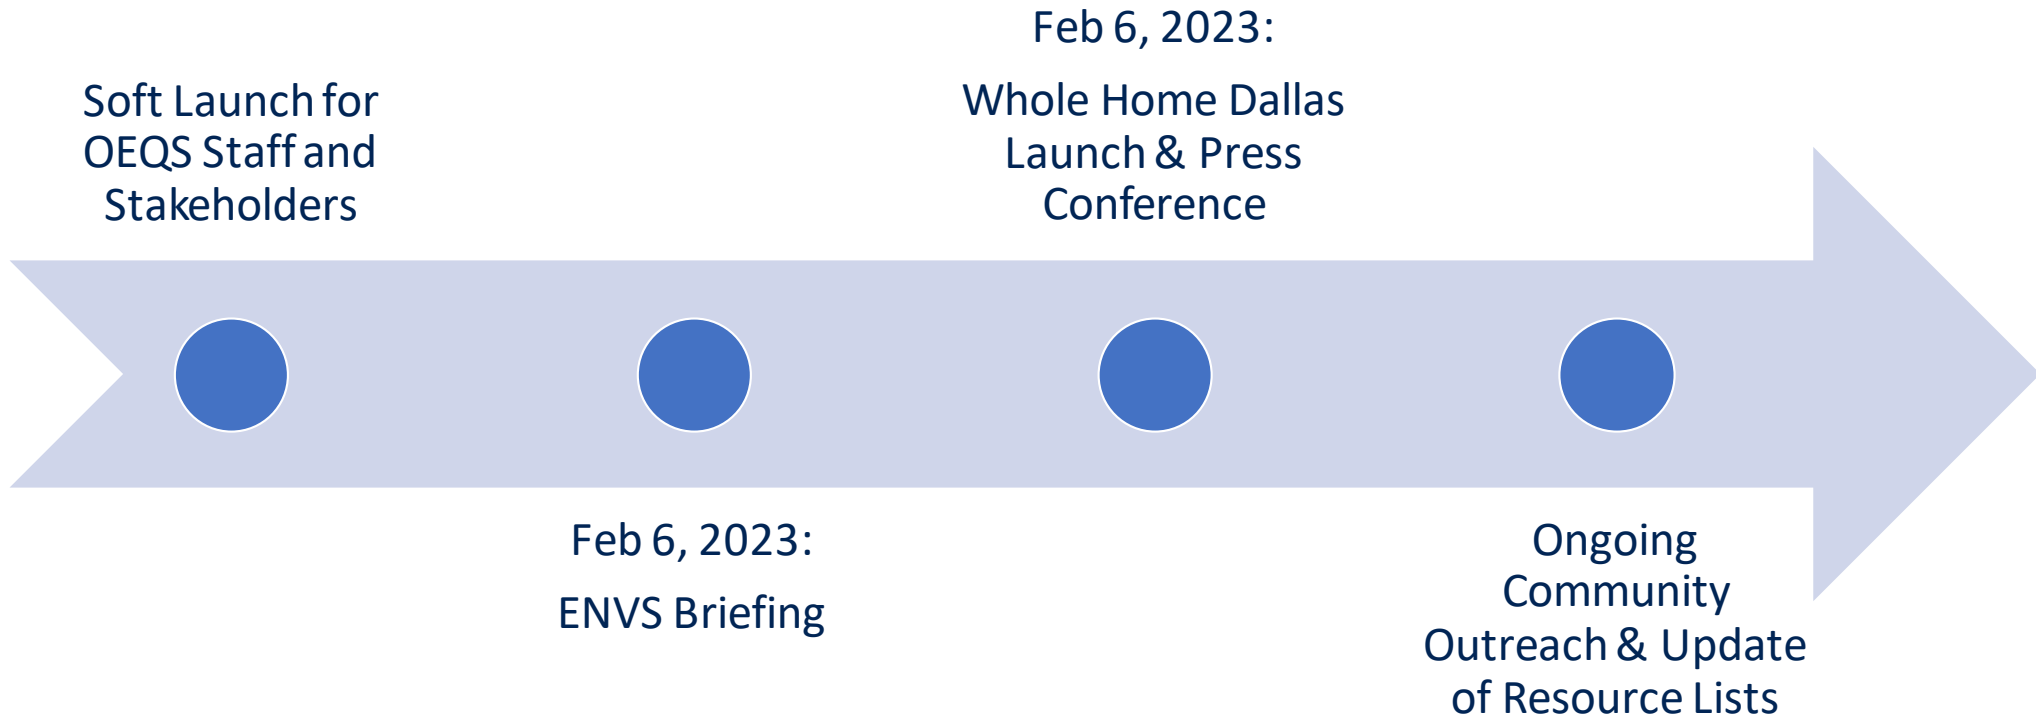 Soft Launch for
OEQS Staff and
Stakeholders
Feb 6, 2023:
ENVS Briefing
Feb 6, 2023:
Whole Home Dallas
Launch & Press
Conference
Ongoing
Community
Outreach & Update
of Resource Lists